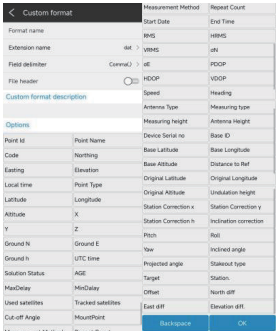 Custom format
Format name
Extension name dat
Field delimiter Comma(,)
File header
Custom format description
Options
Point Id Point Name
Code Northing
Easting Elevation
Local time Point Type
Latitude Longitude
Altitude X
Y Z
Ground N Ground E
Ground h UTC time
Solution Status AGE
MaxDelay MinDalay
Used satellites Tracked satellites
Cut-off Angle MountPoint
Measurement Method Repeat Count
Start Date End Time
RMS HRMS
VRMS σN
σE PDOP
HDOP VDOP
Speed Heading
Antenna Type Measuring type
Measuring height Antenna Height
Device Serial no Base ID
Base Latitude Base Longitude
Base Altitude Distance to Ref
Original Latitude Original Longitude
Original Altitude Undulation height
Station Correction x Station Correction y
Station Correction h Inclination correction
Pitch Roll
Yaw Inclined angle
Projected angle Stakeout type
Target Station.
Offset North diff
East diff Elevation diff.
Backspace OK